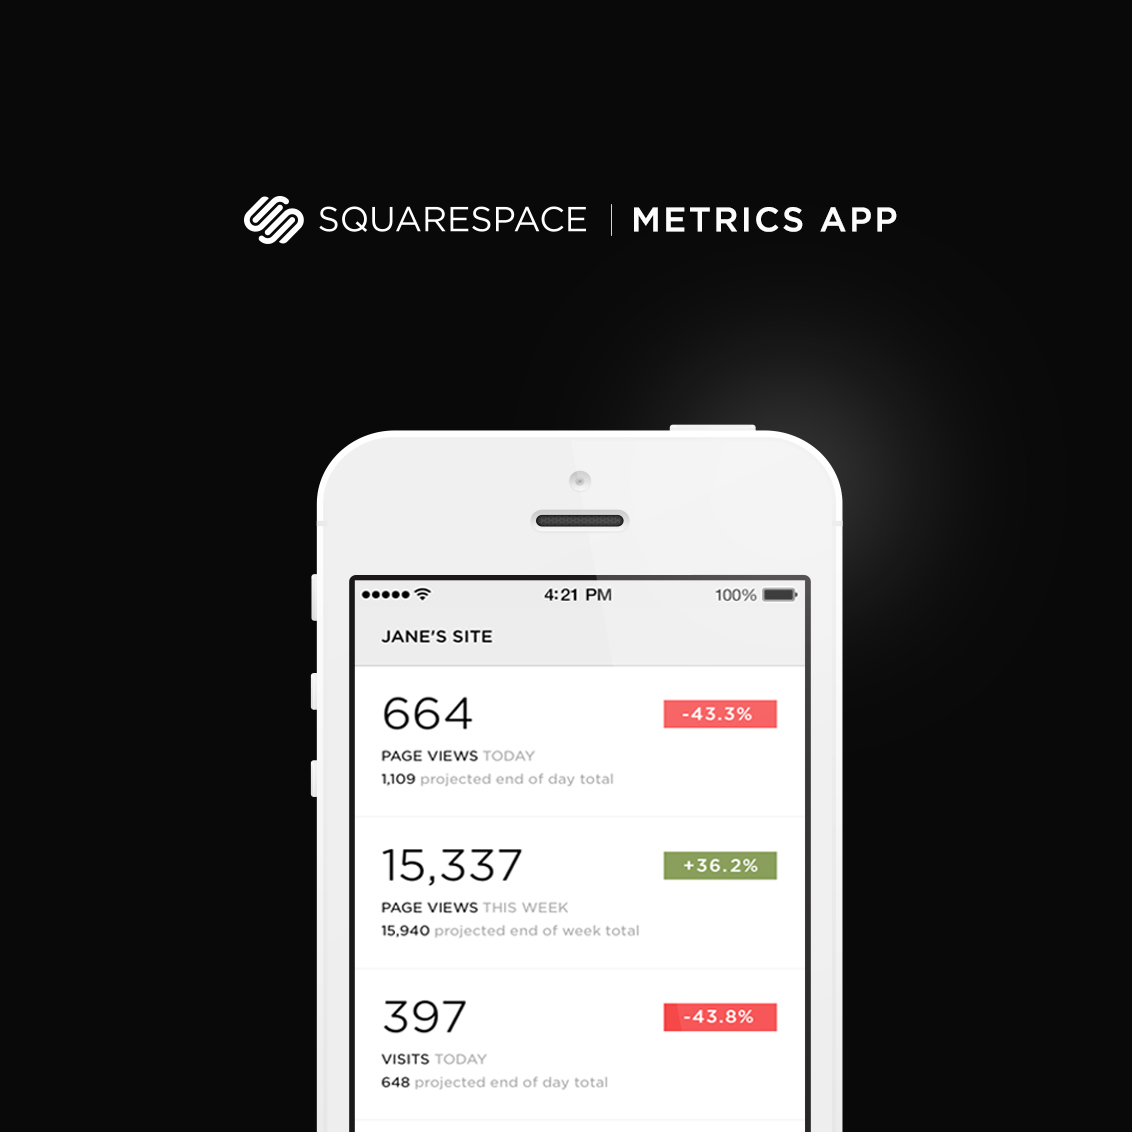 SQUARESPACE | METRICS APP
4:21 PM 100%
JANE'S SITE
664 -43.3%
PAGE VIEWS TODAY
1,109 projected end of day total
15,337 +36.2%
PAGE VIEWS THIS WEEK
15,940 projected end of week total
397 -43.8%
VISITS TODAY
648 projected end of day total